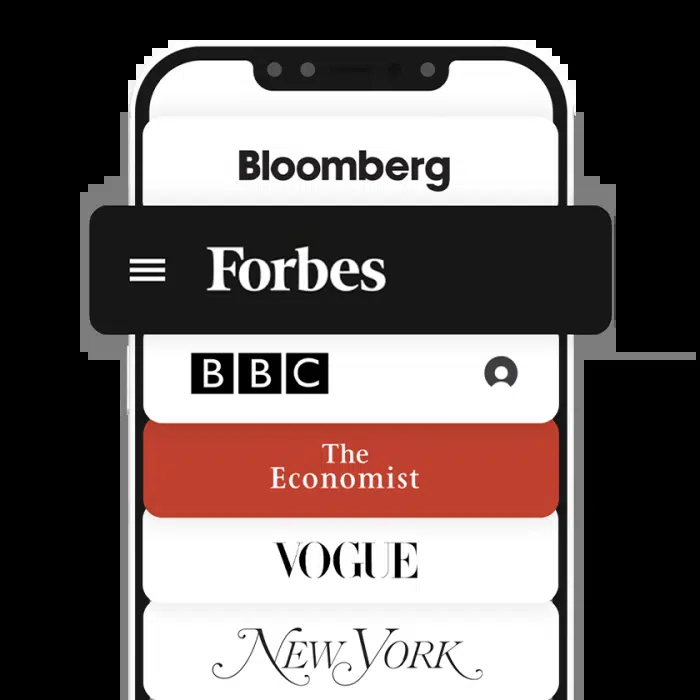 Bloomberg
Forbes
BBC
The
Economist
VOGUE
NEW YORK